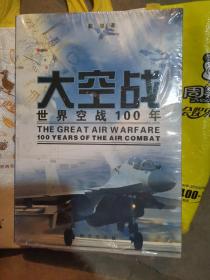 大空战
世界空战100年
THE GREAT AIR WARFARE
100 YEARS OF THE AIR COMBAT
周